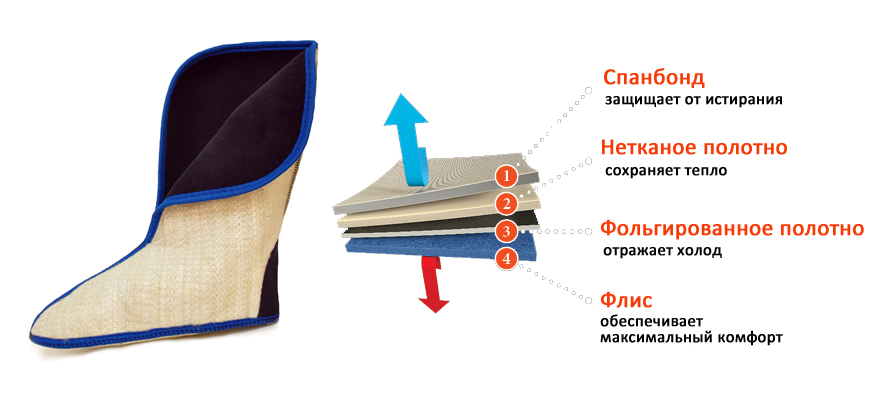 Спанбонд
защищает от истирания
Нетканое полотно
сохраняет тепло
Фольгированное полотно
отражает холод
Флис
обеспечивает
максимальный комфорт
1
2
3
4